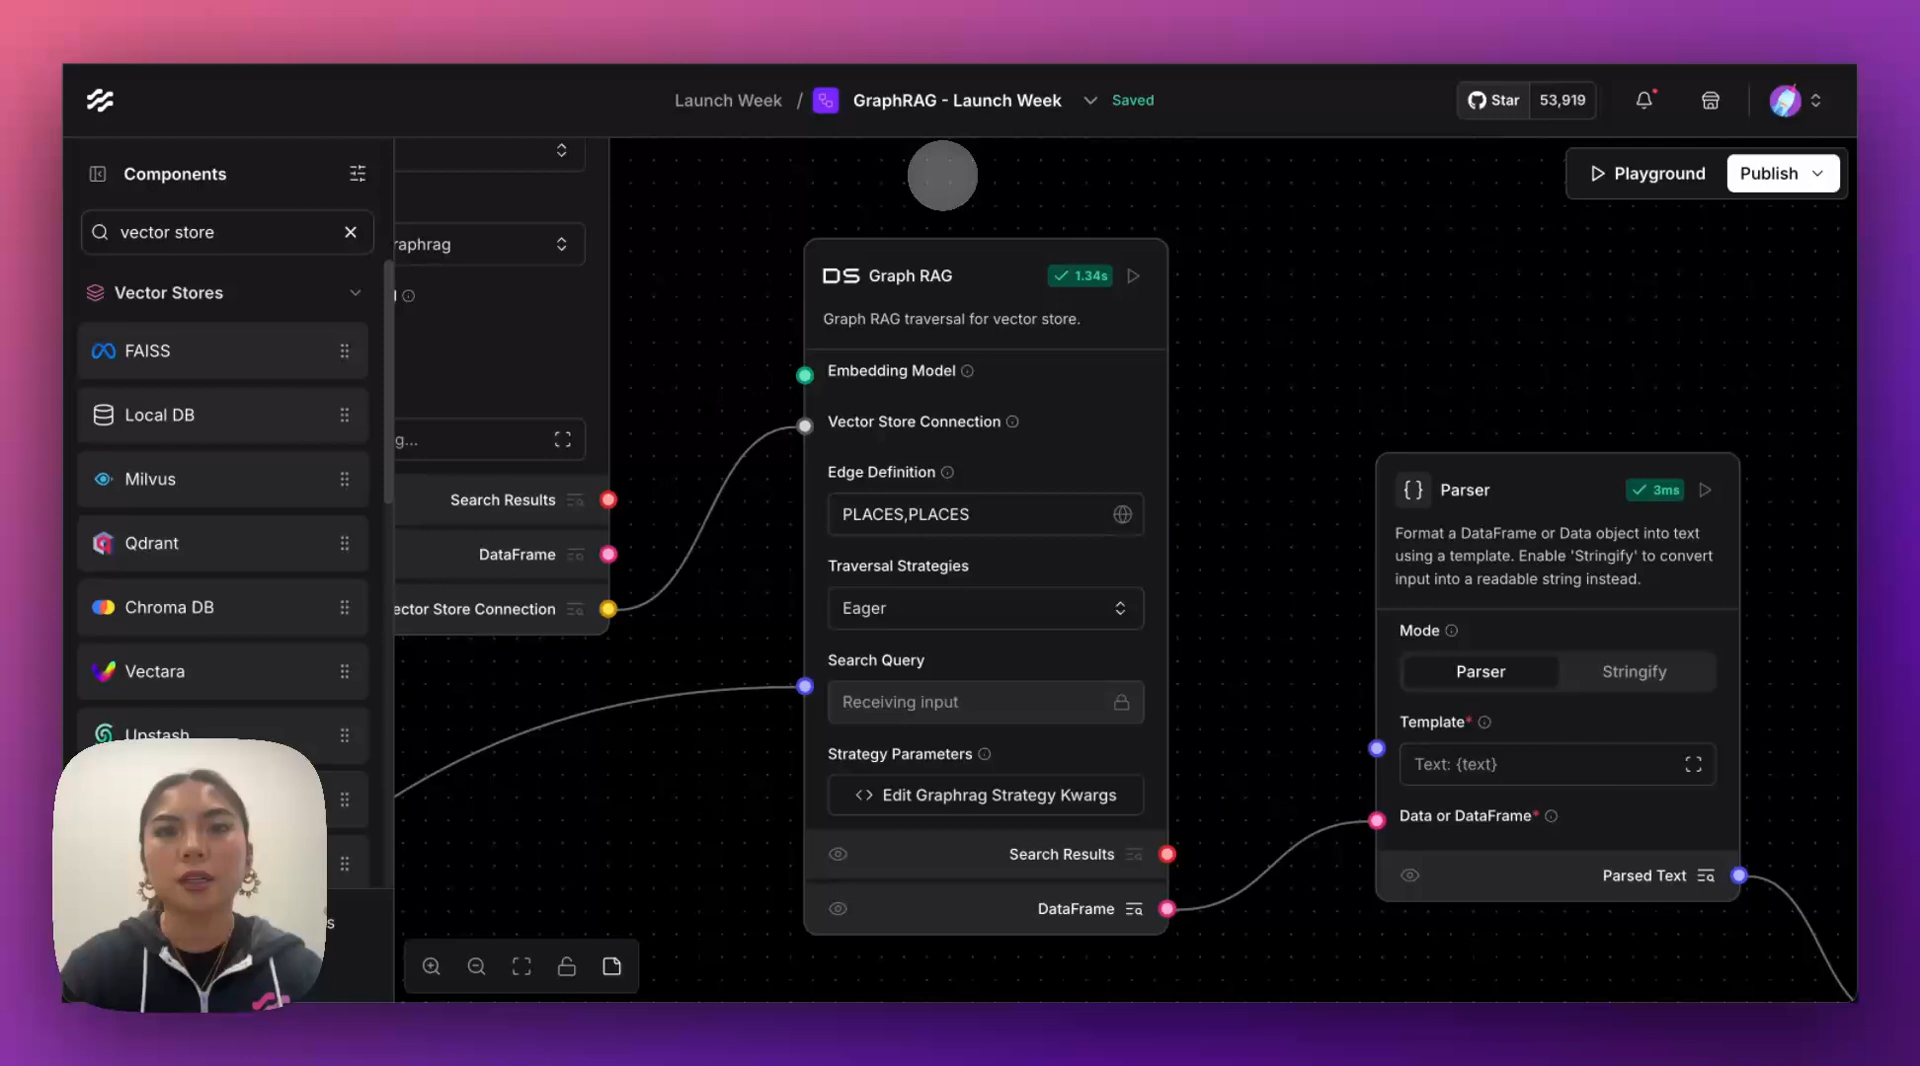 Launch Week / GraphRAG - Launch Week Saved
Star 53,919
Components
Playground
Publish
vector store
raphrag
Vector Stores
FAISS
Local DB
Milvus
Qdrant
Chroma DB
Vectara
Upstash
s
g...
Search Results
DataFrame
ector Store Connection
DS Graph RAG
1.34s
Graph RAG traversal for vector store.
Embedding Model
Vector Store Connection
Edge Definition
PLACES,PLACES
Traversal Strategies
Eager
Search Query
Receiving input
Strategy Parameters
<> Edit Graphrag Strategy Kwargs
Search Results
DataFrame
{} Parser
3ms
Format a DataFrame or Data object into text
using a template. Enable 'Stringify' to convert
input into a readable string instead.
Mode
Parser Stringify
Template*
Text: {text}
Data or DataFrame*
Parsed Text